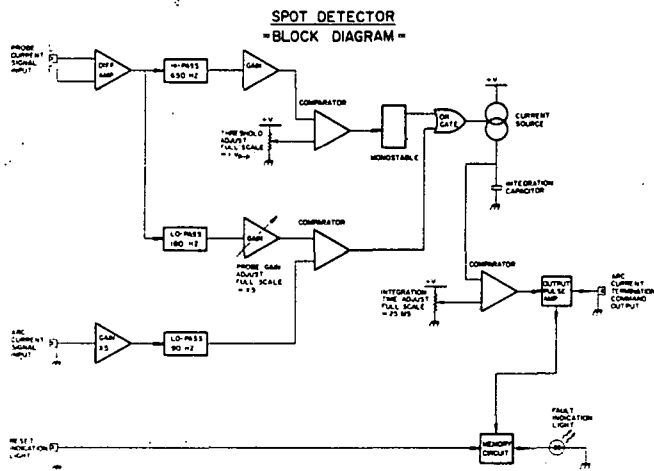 SPOT DETECTOR
"BLOCK DIAGRAM"
PROBE
CURRENT
SIGNAL
INPUT
DIFF
AMP
HI-PASS
650 HZ
GAIN
COMPARATOR
+V
THRESHOLD
ADJUST
FULL SCALE
MONOSTABLE
OR
GATE
+V
CURRENT
SOURCE
INTEGRATION
CAPACITOR
LO-PASS
180 HZ
GAIN
COMPARATOR
PROBE GAIN
ADJUST
FULL SCALE
= X5
COMPARATOR
+V
INTEGRATION
TIME ADJUST
FULL SCALE
= 25 MS
OUTPUT
PULSE
AMP
ARC
CURRENT
TERMINATION
COMMAND
OUTPUT
ARC
CURRENT
SIGNAL
INPUT
GAIN
X5
LO-PASS
90 HZ
RESET
INDICATION
LIGHT
MEMORY
CIRCUIT
FAULT
INDICATION
LIGHT